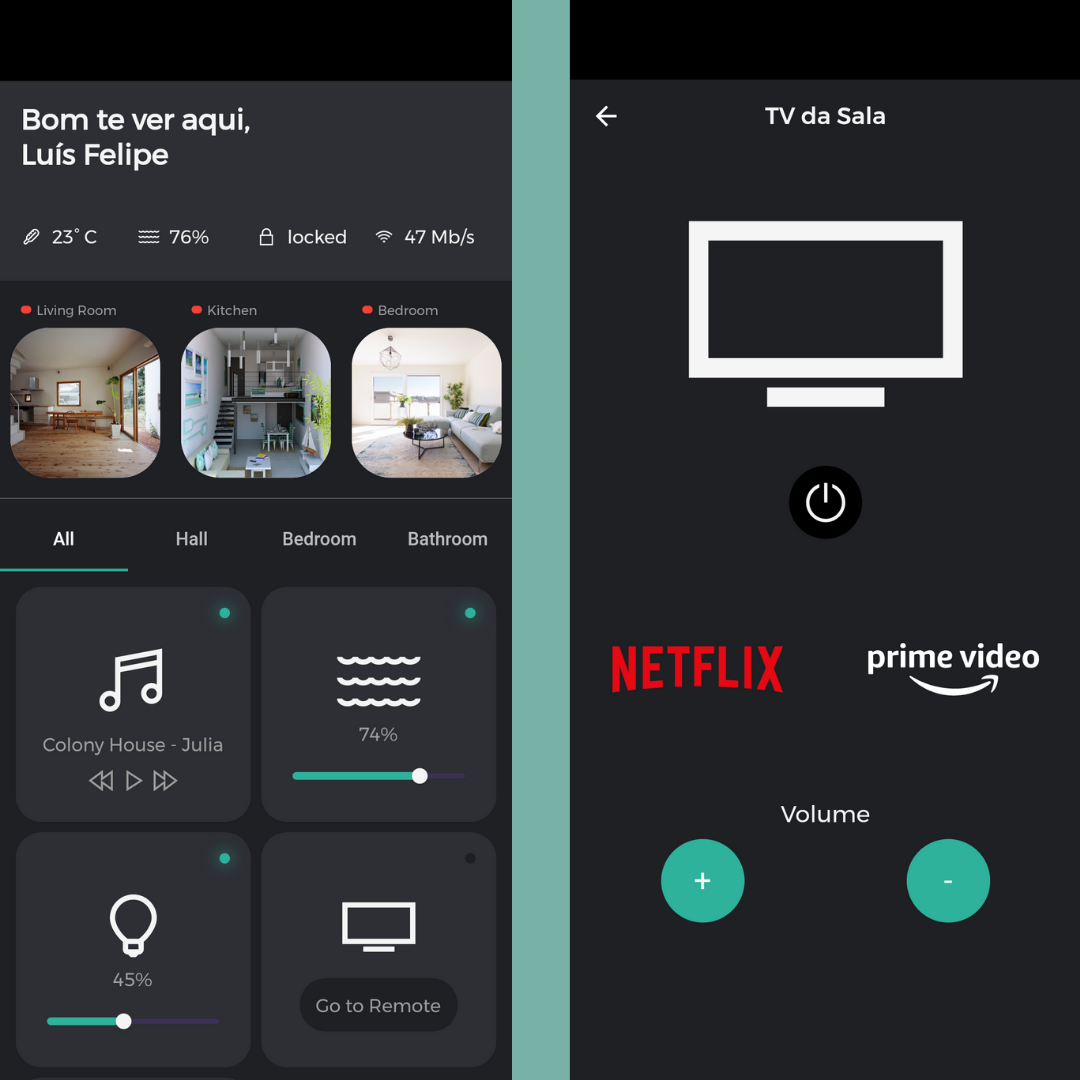 Bom te ver aqui,
Luís Felipe
23° C 76% locked 47 Mb/s
Living Room Kitchen Bedroom
All Hall Bedroom Bathroom
Colony House - Julia
74%
45%
Go to Remote
TV da Sala
NETFLIX
prime video
Volume
+ -